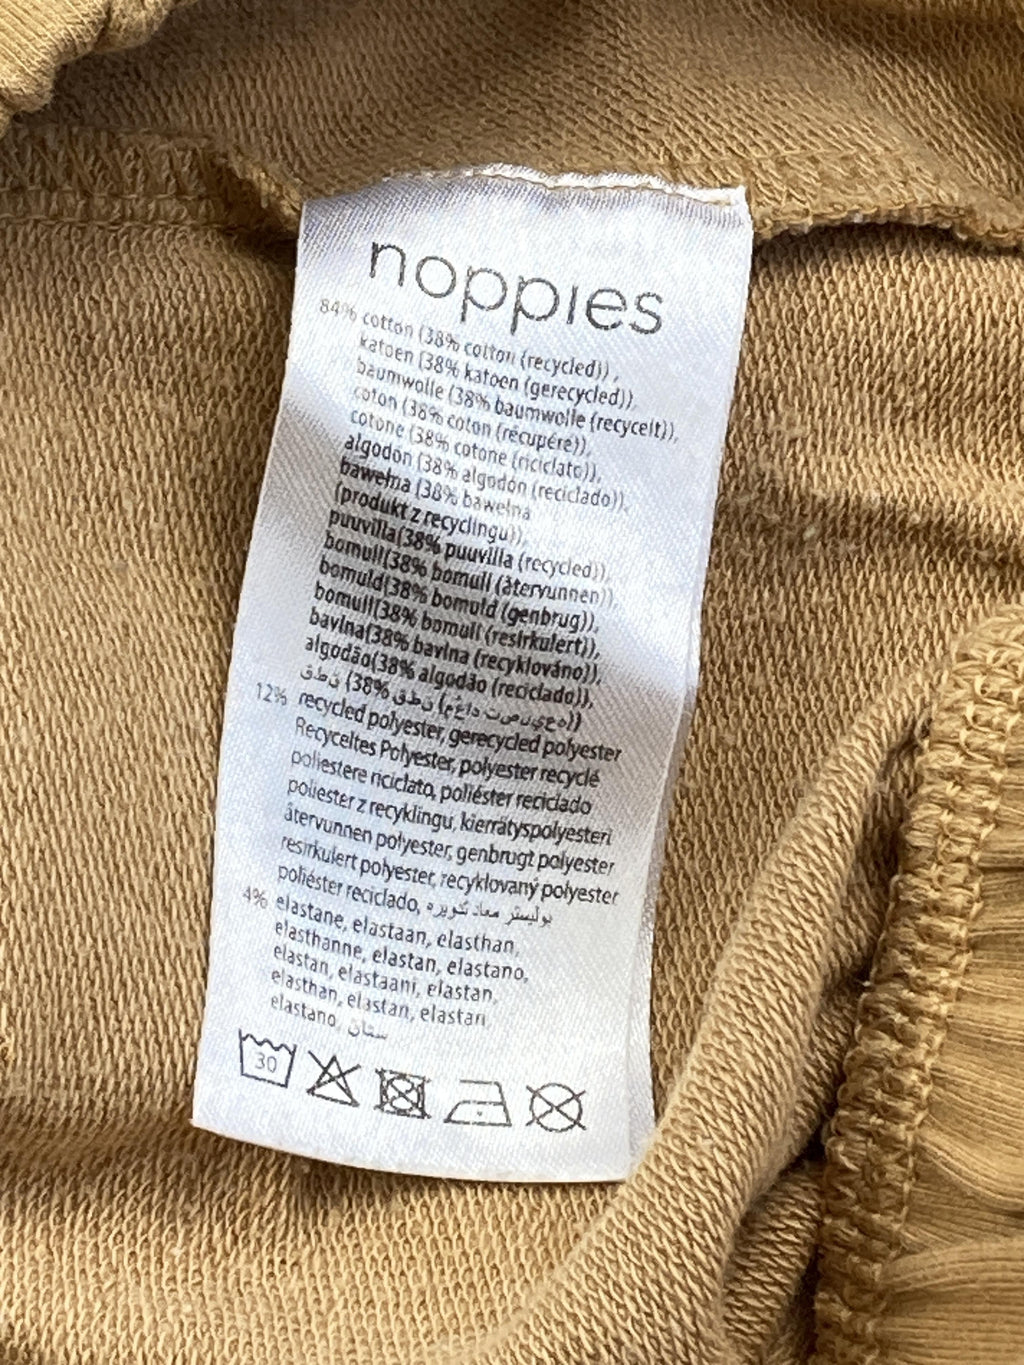 noppies
84% cotton (38% cotton (recycled)),
katoen (38% katoen (gerecycled)),
baumwolle (38% baumwolle (recycelt)),
coton (38% coton (récupéré)),
cotone (38% cotone (riciclato)),
algodón (38% algodón (reciclado)),
bawełna (38% bawełna
(produkt z recyclingu)),
puuvilla(38% puuvilla (recycled)),
bomull(38% bomull (återvunnen)),
bomuld(38% bomuld (genbrug)),
bomull(38% bomull (resirkulert)),
bavlna(38% bavlna (recyklováno)),
algodão(38% algodão (reciclado)),
(38%
12% recycled polyester, gerecycled polyester
Recyceltes Polyester, polyester recyclé
poliestere riciclato, poliéster reciclado
poliester z recyklingu, kierrätyspolyesteri
återvunnen polyester, genbrugt polyester
resirkulert polyester, recyklovaný polyester
poliéster reciclado, بوليستر معاد تدويره
4% elastane, elastaan, elasthan,
elasthanne, elastan, elastano,
elastan, elastaani, elastan,
elasthan, elastan, elastan,
elastano,
30